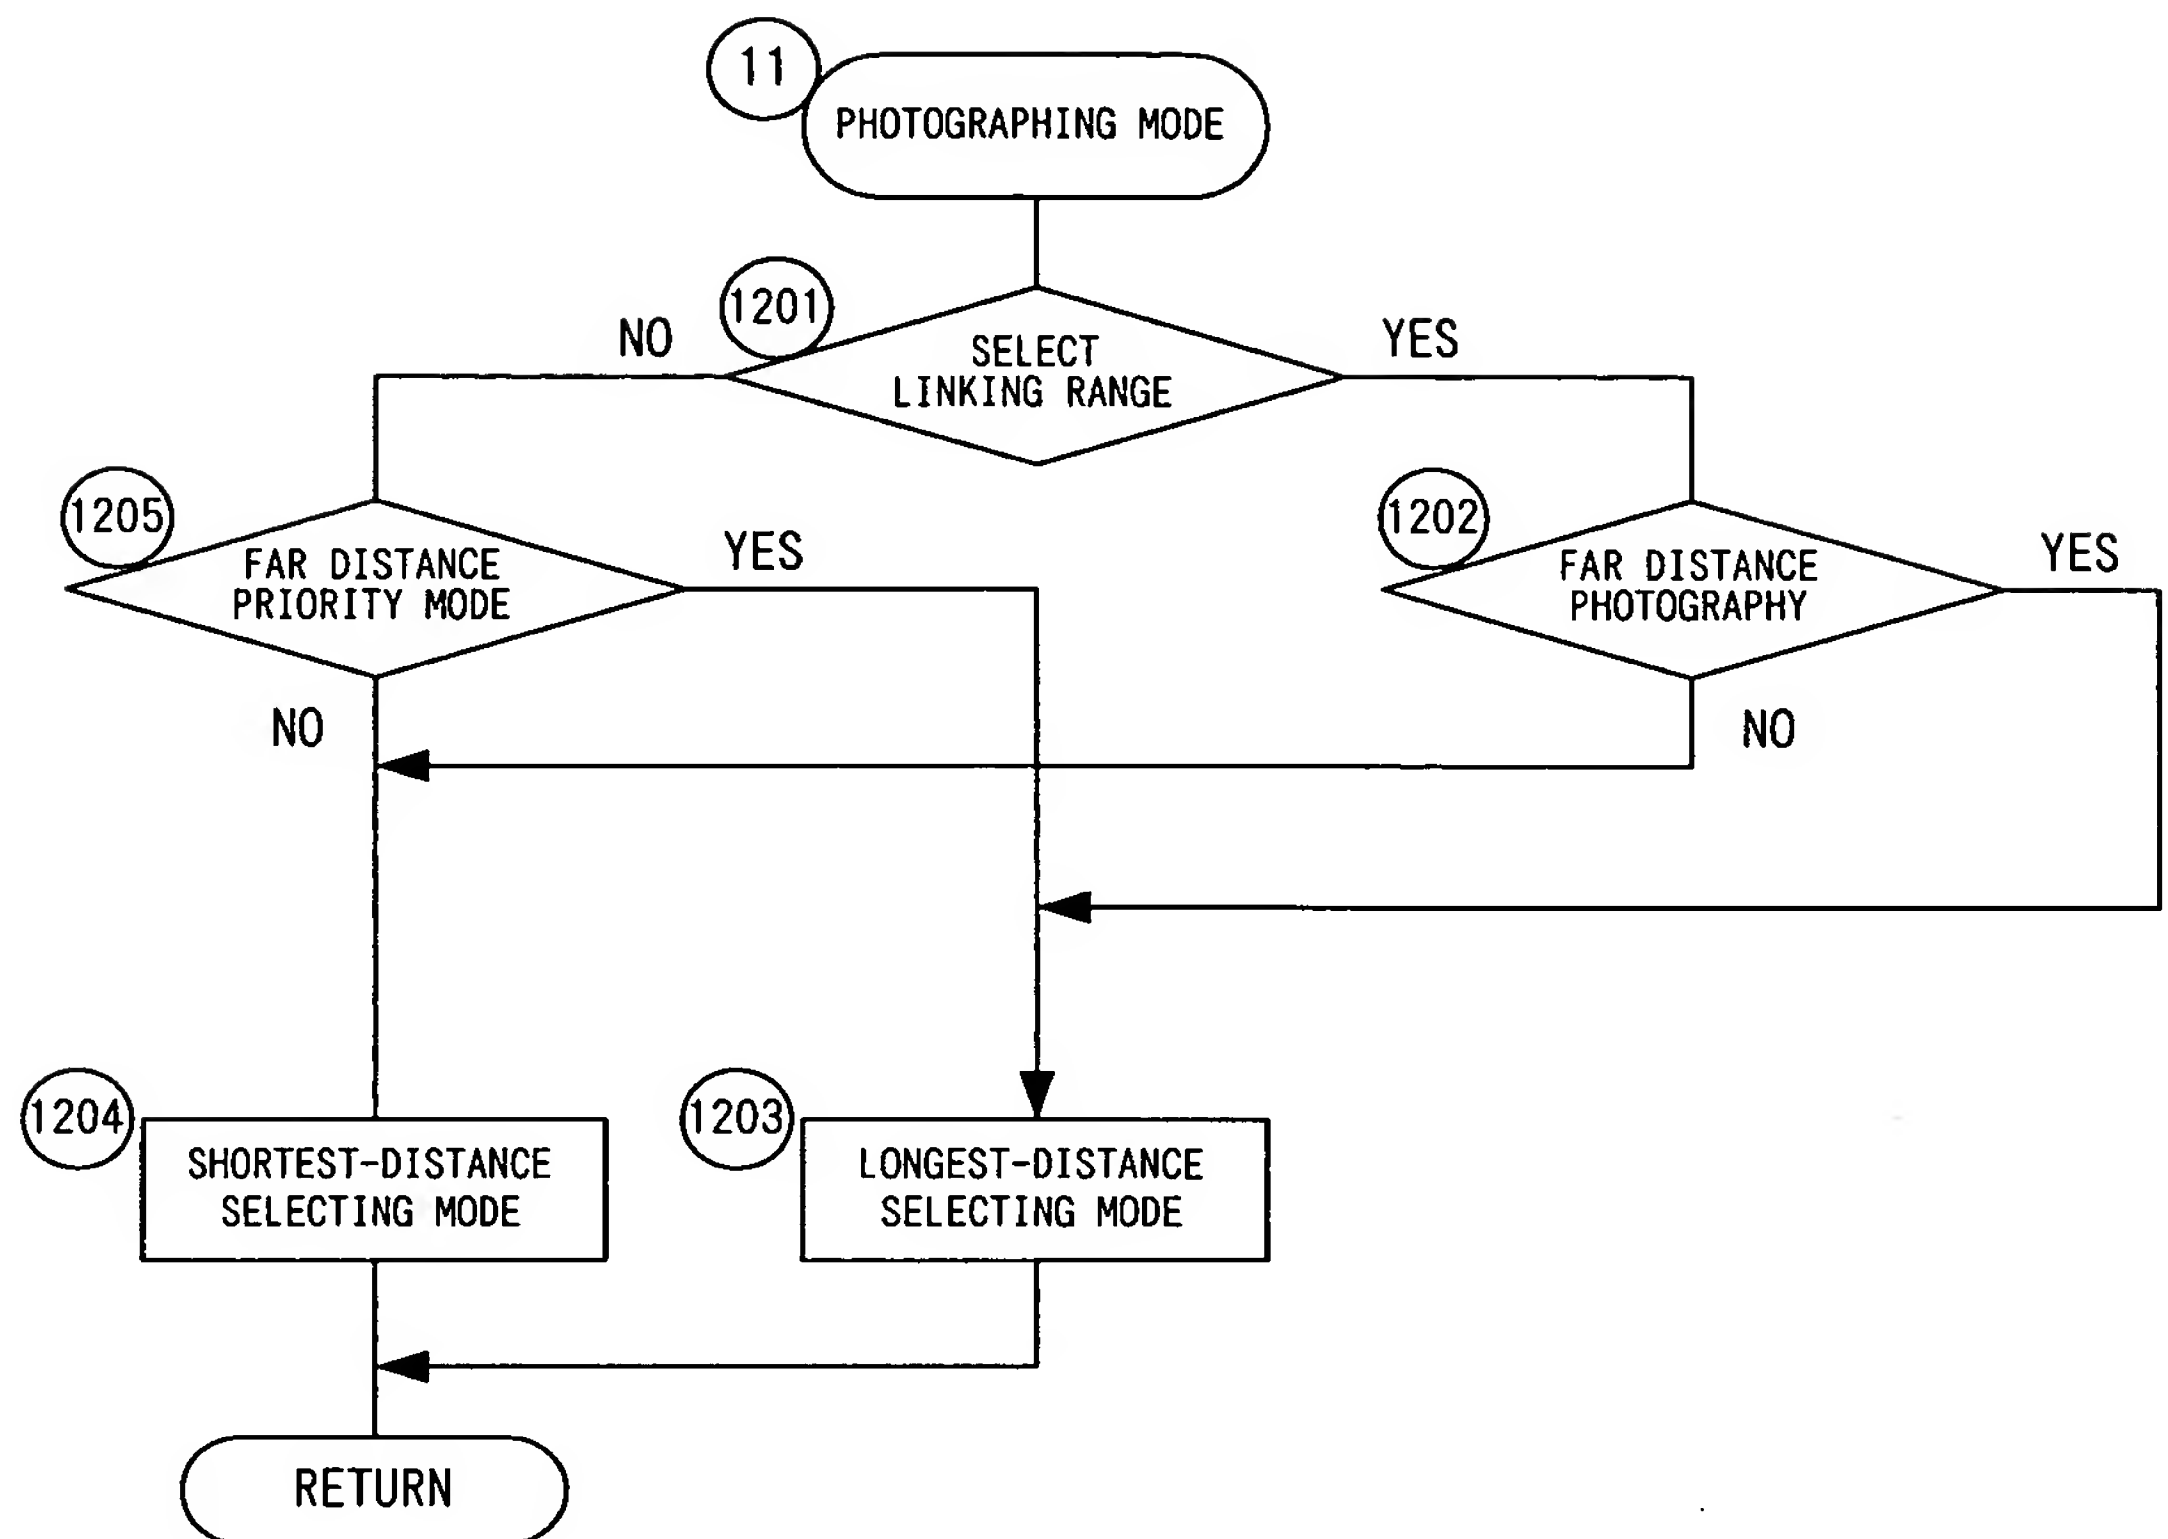 11
PHOTOGRAPHING MODE
1201
NO
YES
SELECT
LINKING RANGE
1205
FAR DISTANCE
PRIORITY MODE
YES
NO
1202
FAR DISTANCE
PHOTOGRAPHY
YES
NO
1204
SHORTEST-DISTANCE
SELECTING MODE
1203
LONGEST-DISTANCE
SELECTING MODE
RETURN